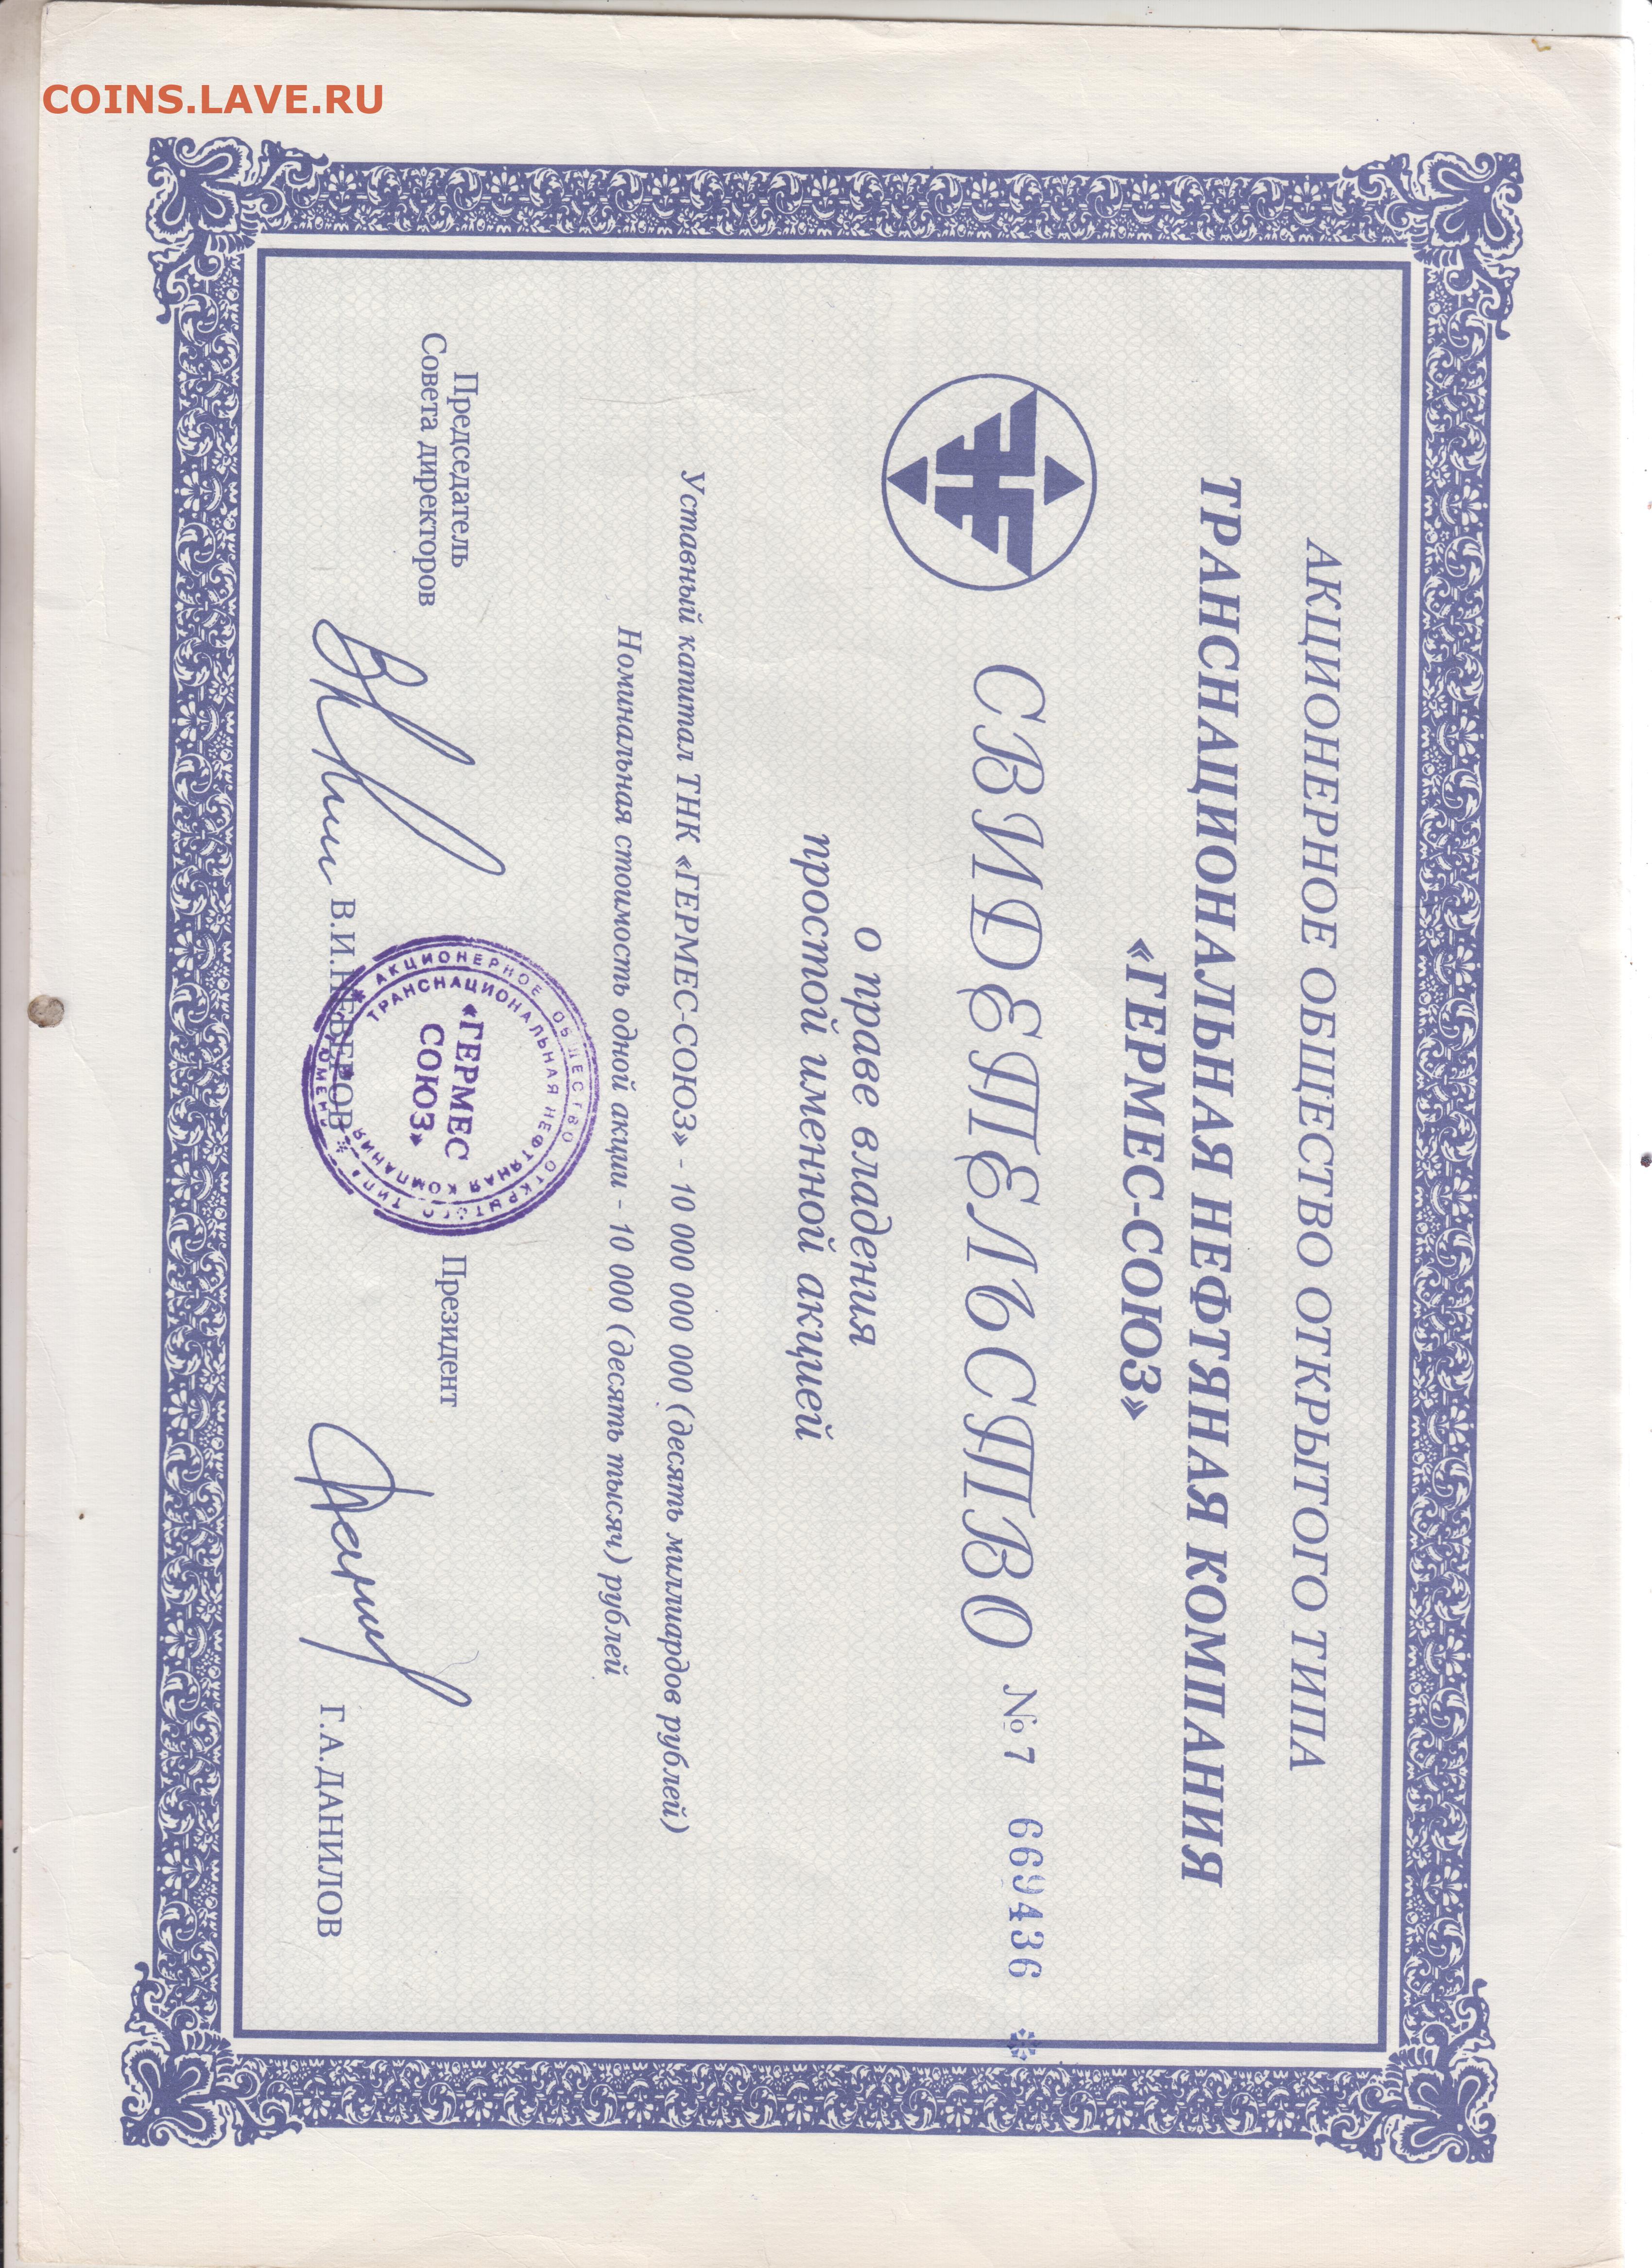 COINS.LAVE.RU
АКЦИОНЕРНОЕ ОБЩЕСТВО ОТКРЫТОГО ТИПА
ТРАНСНАЦИОНАЛЬНАЯ НЕФТЯНАЯ КОМПАНИЯ
«ГЕРМЕС-СОЮЗ»
СВИДЕТЕЛЬСТВО №7 669436 *
о праве владения
простой именной акцией
Уставный капитал ТНК «ГЕРМЕС-СОЮЗ» - 10 000 000 000 (десять миллиардов рублей)
Номинальная стоимость одной акции - 10 000 (десять тысяч) рублей
Председатель
Совета директоров
В.И.НЕВЕРОВ
Президент
Г.А.ДАНИЛОВ
АКЦИОНЕРНОЕ ОБЩЕСТВО ОТКРЫТОГО ТИПА
ТРАНСНАЦИОНАЛЬНАЯ НЕФТЯНАЯ КОМПАНИЯ
«ГЕРМЕС
СОЮЗ»